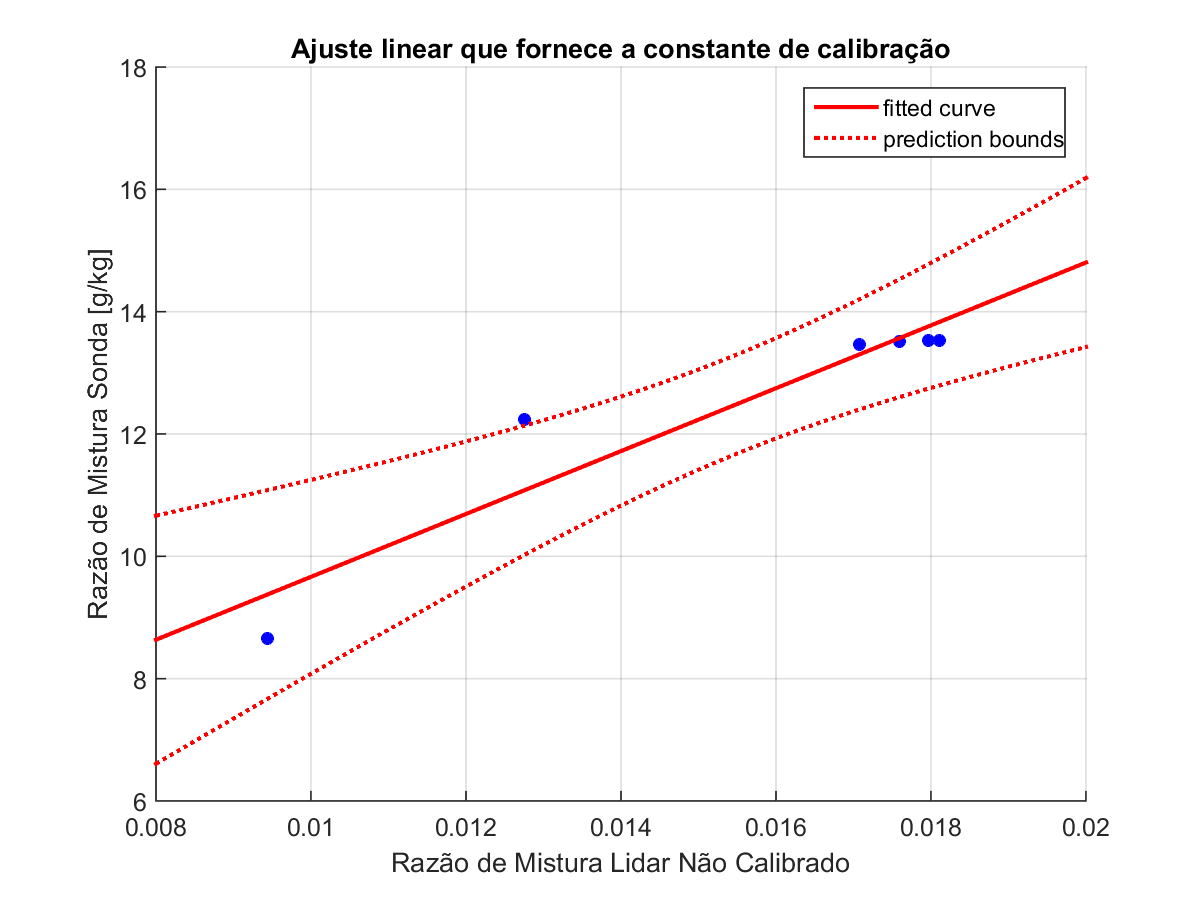 Ajuste linear que fornece a constante de calibração
fitted curve
prediction bounds
18
16
14
12
10
8
6
0.008
0.01
0.012
0.014
0.016
0.018
0.02
Razão de Mistura Sonda [g/kg]
Razão de Mistura Lidar Não Calibrado